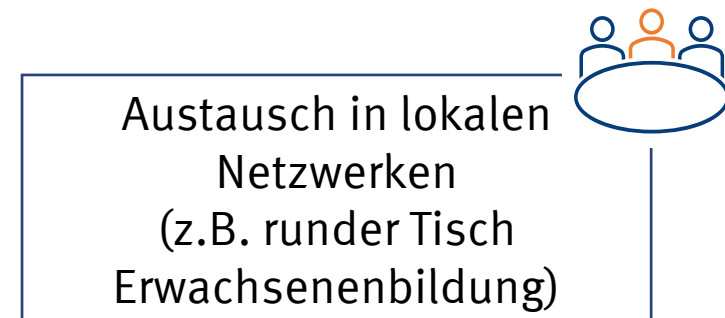 Austausch in lokalen
Netzwerken
(z.B. runder Tisch
Erwachsenenbildung)